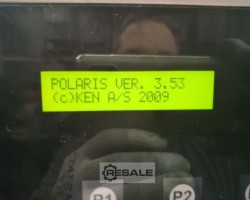 POLARIS VER. 3.53
(c)KEN A/S 2009
RESALE
P1
P2